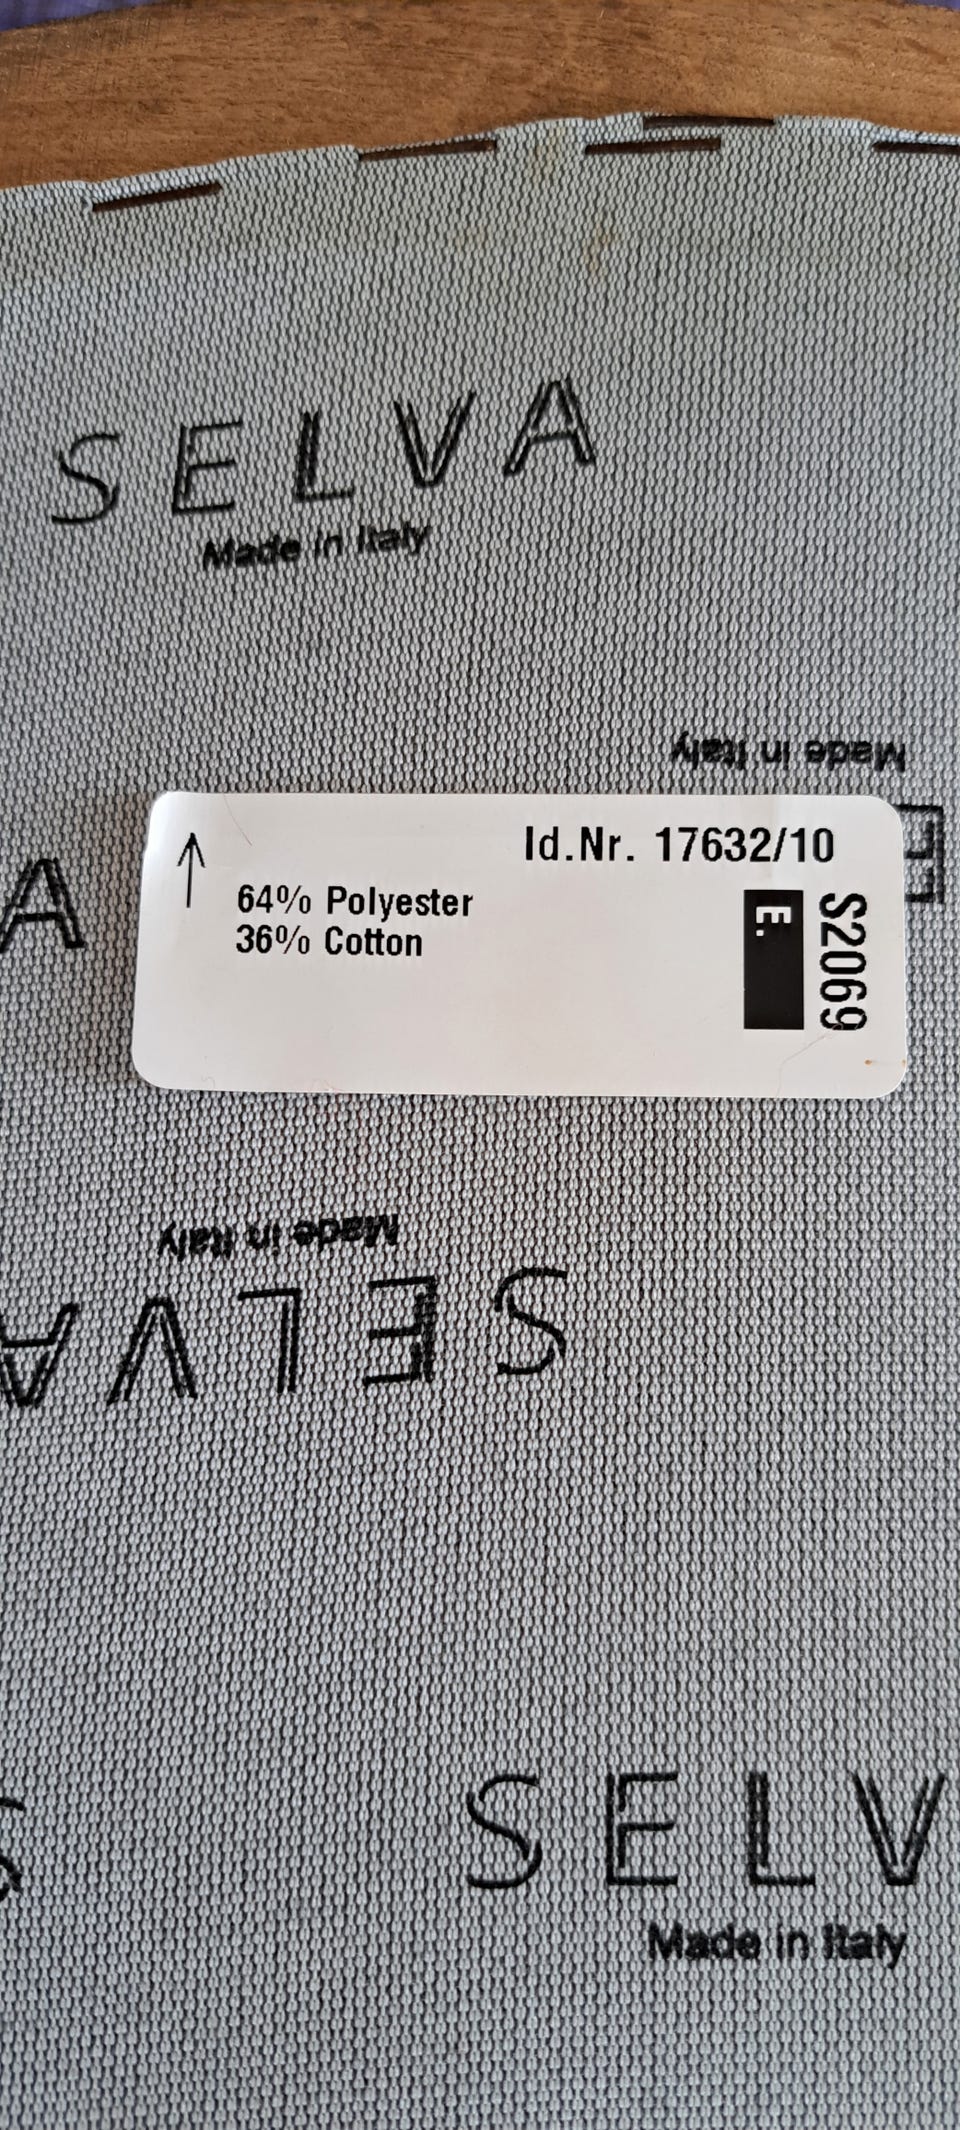 SELVA
Made in Italy
Made in Italy
E
A
Id.Nr. 17632/10
64% Polyester
36% Cotton
E.
S2069
Made in Italy
SELVA
S
SELV
Made in Italy